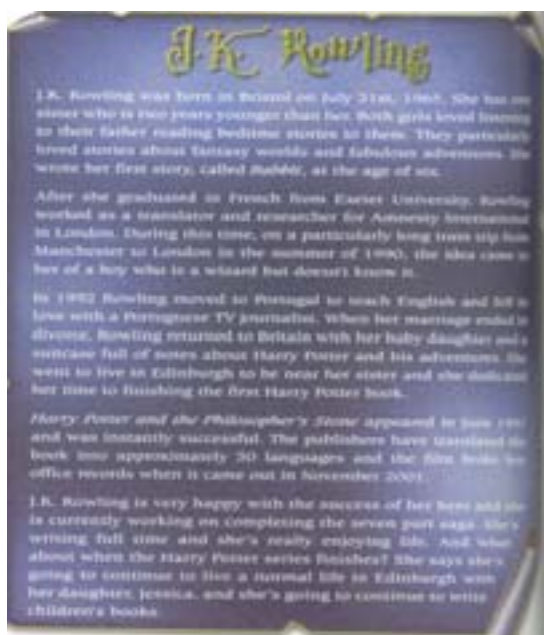 J.K. Rowling
J.K. Rowling was born in Bristol on July 31st, 1965. She has one
sister who is two years younger than her. Both girls loved listening
to their father reading bedtime stories to them. They particularly
loved stories about fantasy worlds and fabulous adventures. She
wrote her first story, called Rabbit, at the age of six.
After she graduated in French from Exeter University, Rowling
worked as a translator and researcher for Amnesty International
in London. During this time, on a particularly long train trip from
Manchester to London in the summer of 1990, the idea came to
her of a boy who is a wizard but doesn't know it.
In 1992 Rowling moved to Portugal to teach English and fell in
love with a Portuguese TV journalist. When her marriage ended in
divorce, Rowling returned to Britain with her baby daughter and a
suitcase full of notes about Harry Potter and his adventures. She
went to live in Edinburgh to be near her sister and she dedicated
her time to finishing the first Harry Potter book.
Harry Potter and the Philosopher's Stone appeared in June 1997
and was instantly successful. The publishers have translated the
book into approximately 30 languages and the film broke box
office records when it came out in November 2001.
J.K. Rowling is very happy with the success of her hero and she
is currently working on completing the seven part saga. She's
writing full time and she's really enjoying life. And what
about when the Harry Potter series finishes? She says she's
going to continue to live a normal life in Edinburgh with
her daughter, Jessica, and she's going to continue to write
children's books.